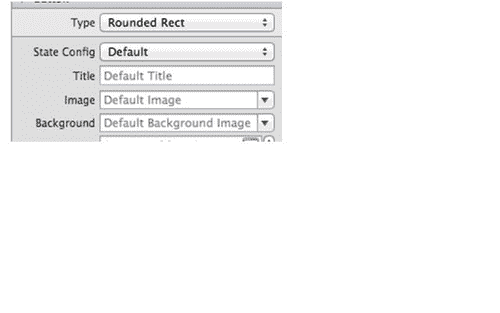 Type Rounded Rect
State Config Default
Title Default Title
Image Default Image
Background Default Background Image